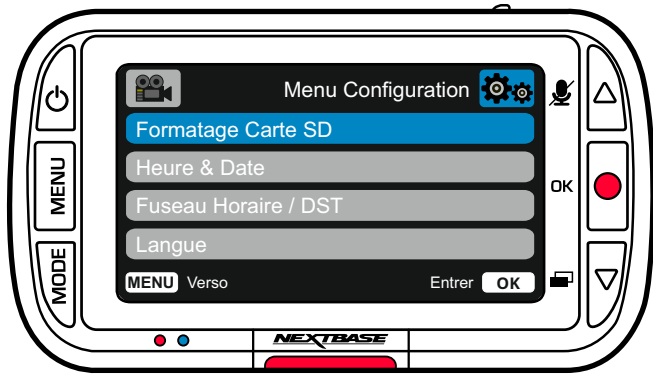 Menu Configuration
Formatage Carte SD
Heure & Date
Fuseau Horaire / DST
Langue
MENU Verso Entrer OK
MENU
MODE
OK
NEXTBASE